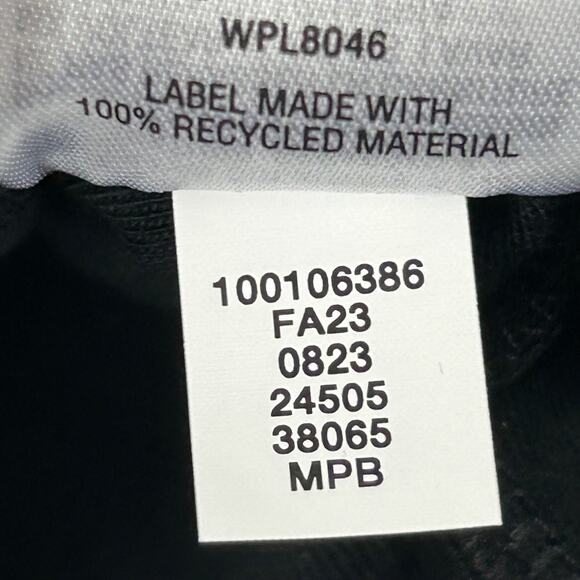 WPL8046
LABEL MADE WITH
100% RECYCLED MATERIAL
100106386
FA23
0823
24505
38065
MPB